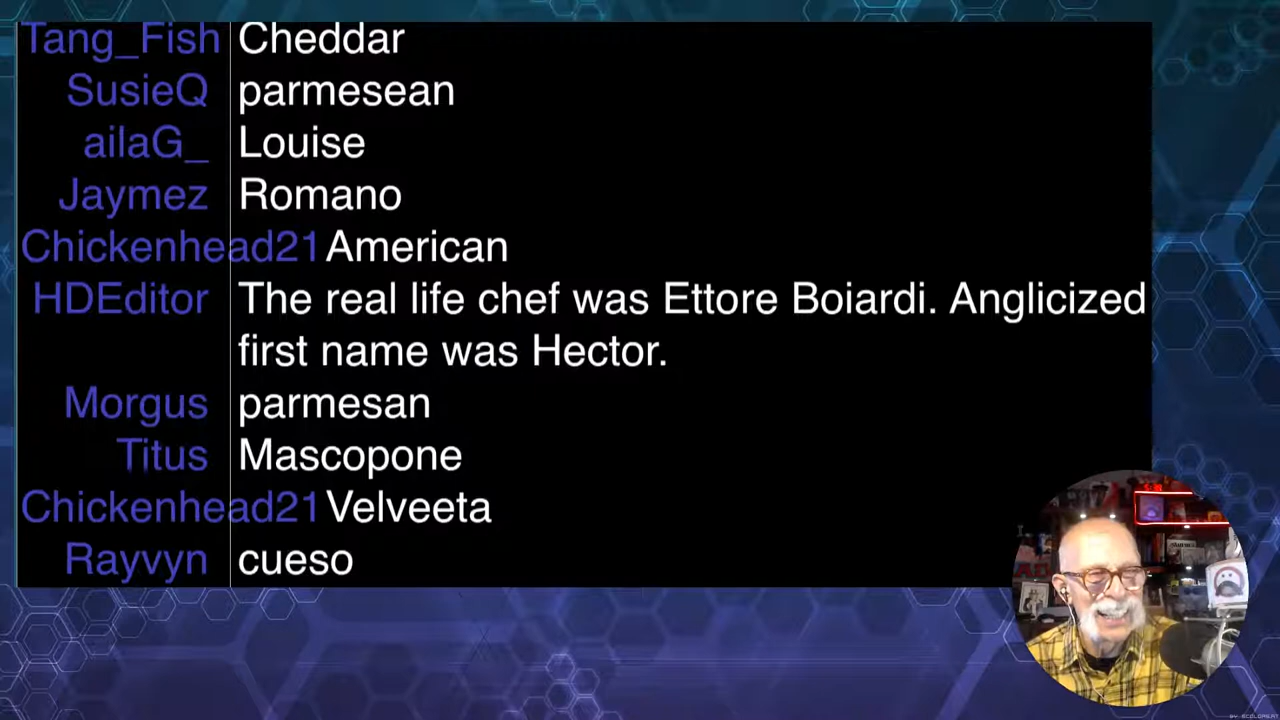 Tang_Fish Cheddar
SusieQ parmesean
ailaG_ Louise
Jaymez Romano
Chickenhead21 American
HDEditor The real life chef was Ettore Boiardi. Anglicized
first name was Hector.
Morgus parmesan
Titus Mascopone
Chickenhead21 Velveeta
Rayvyn cueso